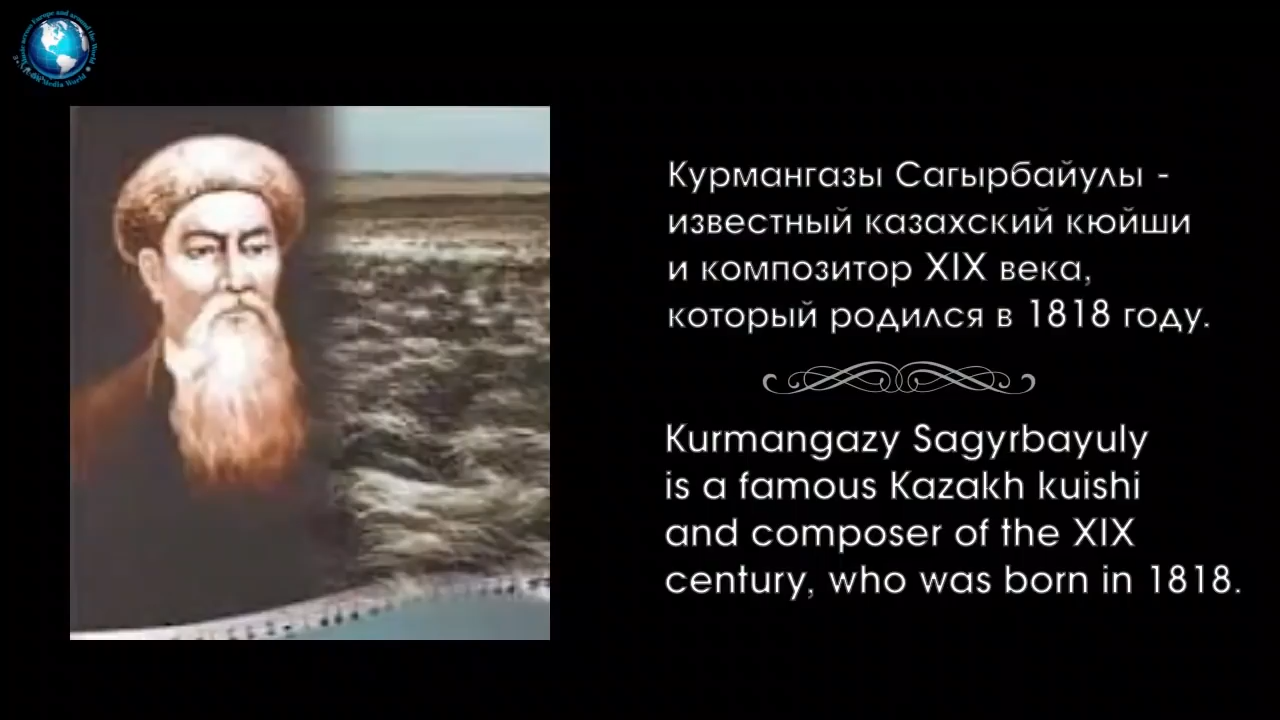 Курмангазы Сагырбайулы -
известный казахский кюйши
и композитор XIX века,
который родился в 1818 году.
Kurmangazy Sagyrbayuly
is a famous Kazakh kuishi
and composer of the XIX
century, who was born in 1818.